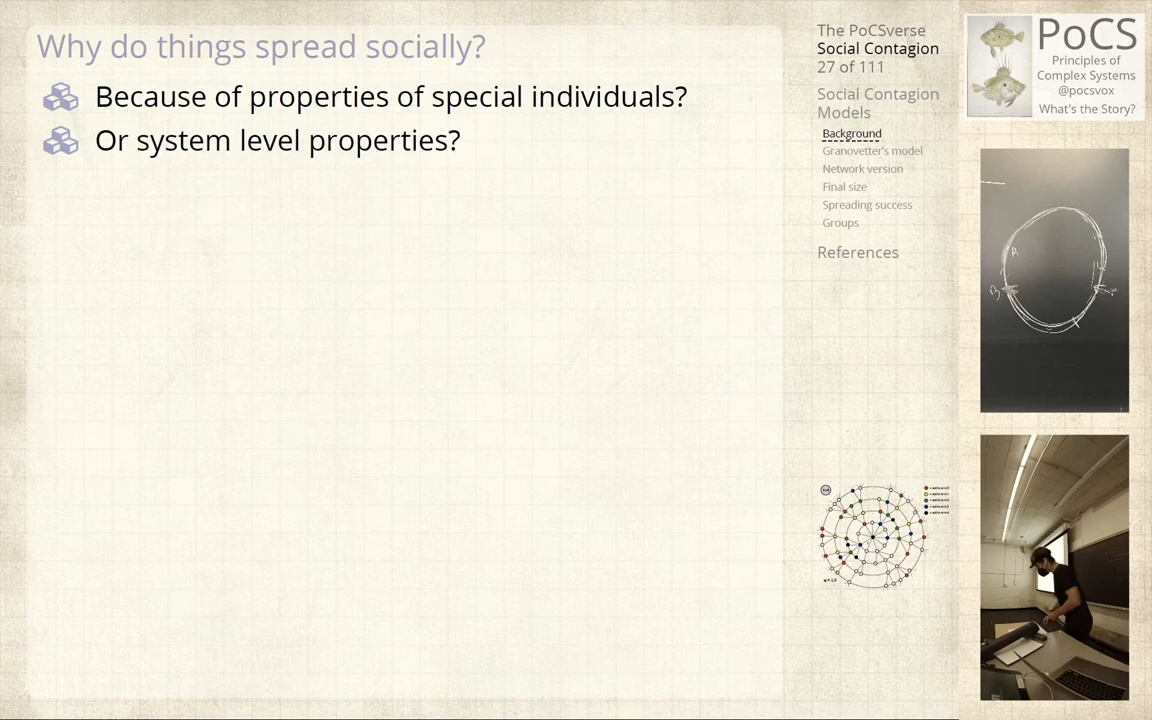 Why do things spread socially?
Because of properties of special individuals?
Or system level properties?
The PoCSverse
Social Contagion
27 of 111
Social Contagion
Models
Background
Granovetter's model
Network version
Final size
Spreading success
Groups
References
PoCS
Principles of
Complex Systems
@pocsvox
What's the Story?